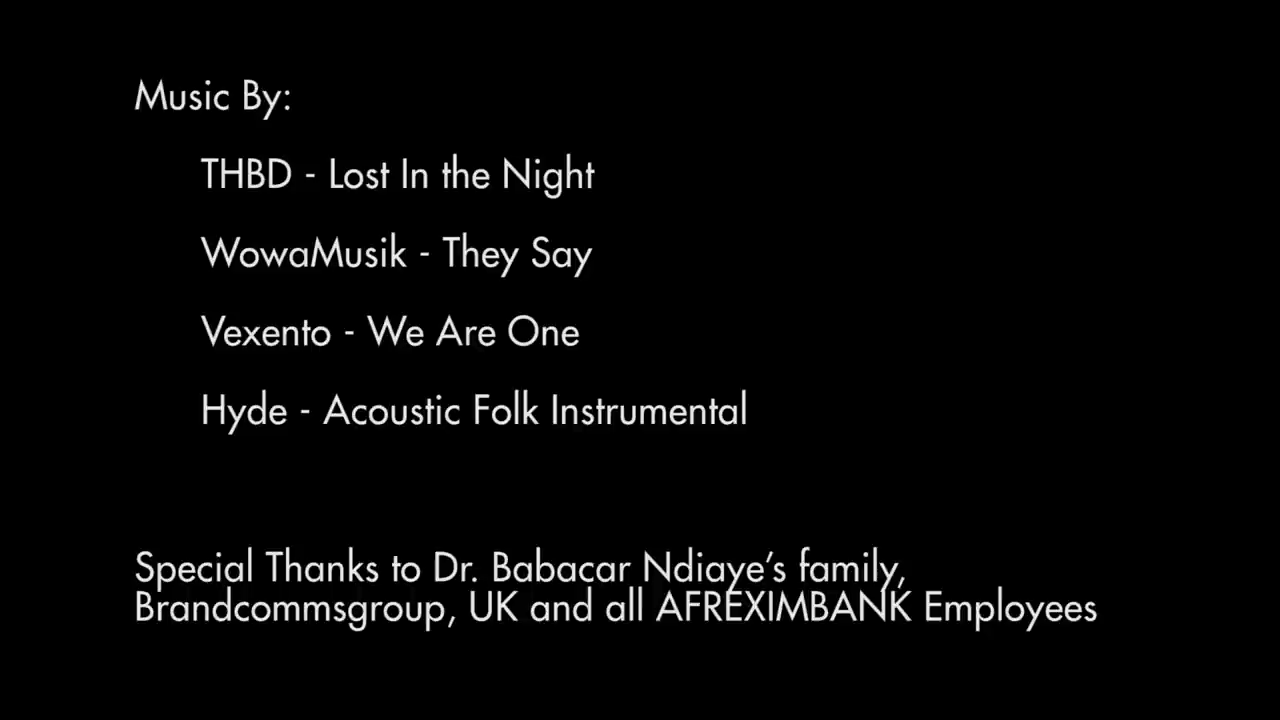 Music By:
THBD - Lost In the Night
WowaMusik - They Say
Vexento - We Are One
Hyde - Acoustic Folk Instrumental
Special Thanks to Dr. Babacar Ndiaye’s family,
Brandcommsgroup, UK and all AFREXIMBANK Employees